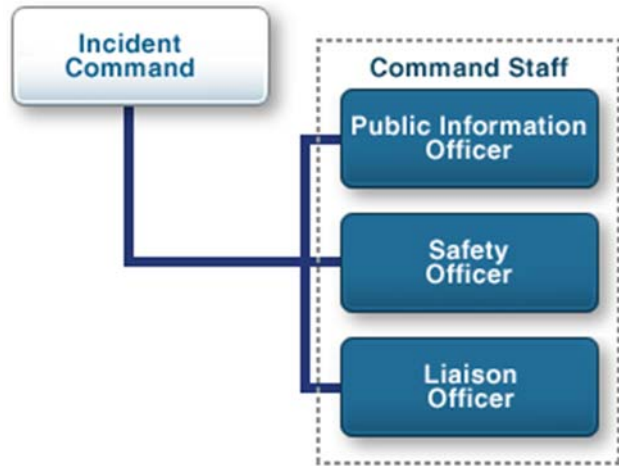 Incident
Command
Command Staff
Public Information
Officer
Safety
Officer
Liaison
Officer